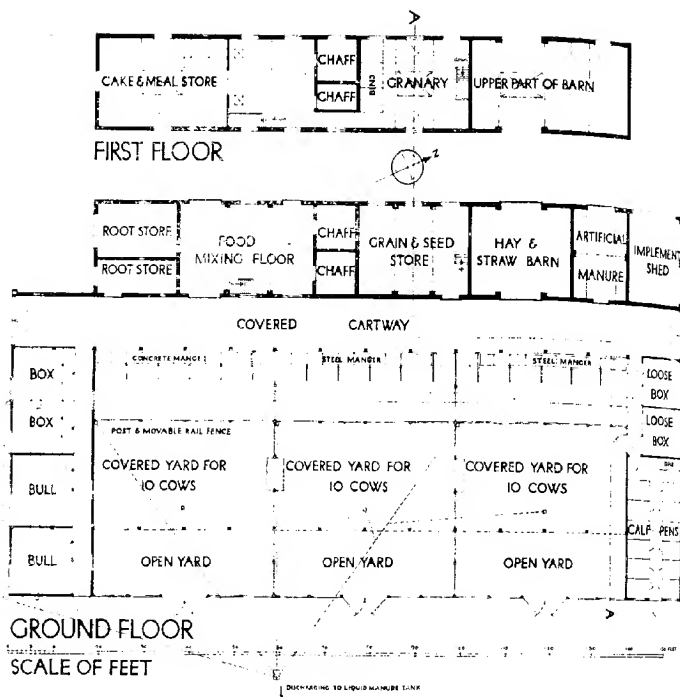 A
CAKE & MEAL STORE
CHAFF
CHAFF
BINS
GRANARY
UPPER PART OF BARN
FIRST FLOOR
Z
ROOT STORE
ROOT STORE
FOOD
MIXING FLOOR
CHAFF
CHAFF
GRAIN & SEED
STORE
HAY &
STRAW BARN
ARTIFICIAL
MANURE
IMPLEMENT
SHED
COVERED CARTWAY
CONCRETE MANGER
STEEL MANGER
STEEL MANGER
BOX
BOX
BULL
BULL
LOOSE
BOX
LOOSE
BOX
POST & MOVABLE RAIL FENCE
COVERED YARD FOR
10 COWS
COVERED YARD FOR
10 COWS
COVERED YARD FOR
10 COWS
CALF PENS
OPEN YARD
OPEN YARD
OPEN YARD
A
GROUND FLOOR
SCALE OF FEET
DISCHARGING TO LIQUID MANURE TANK